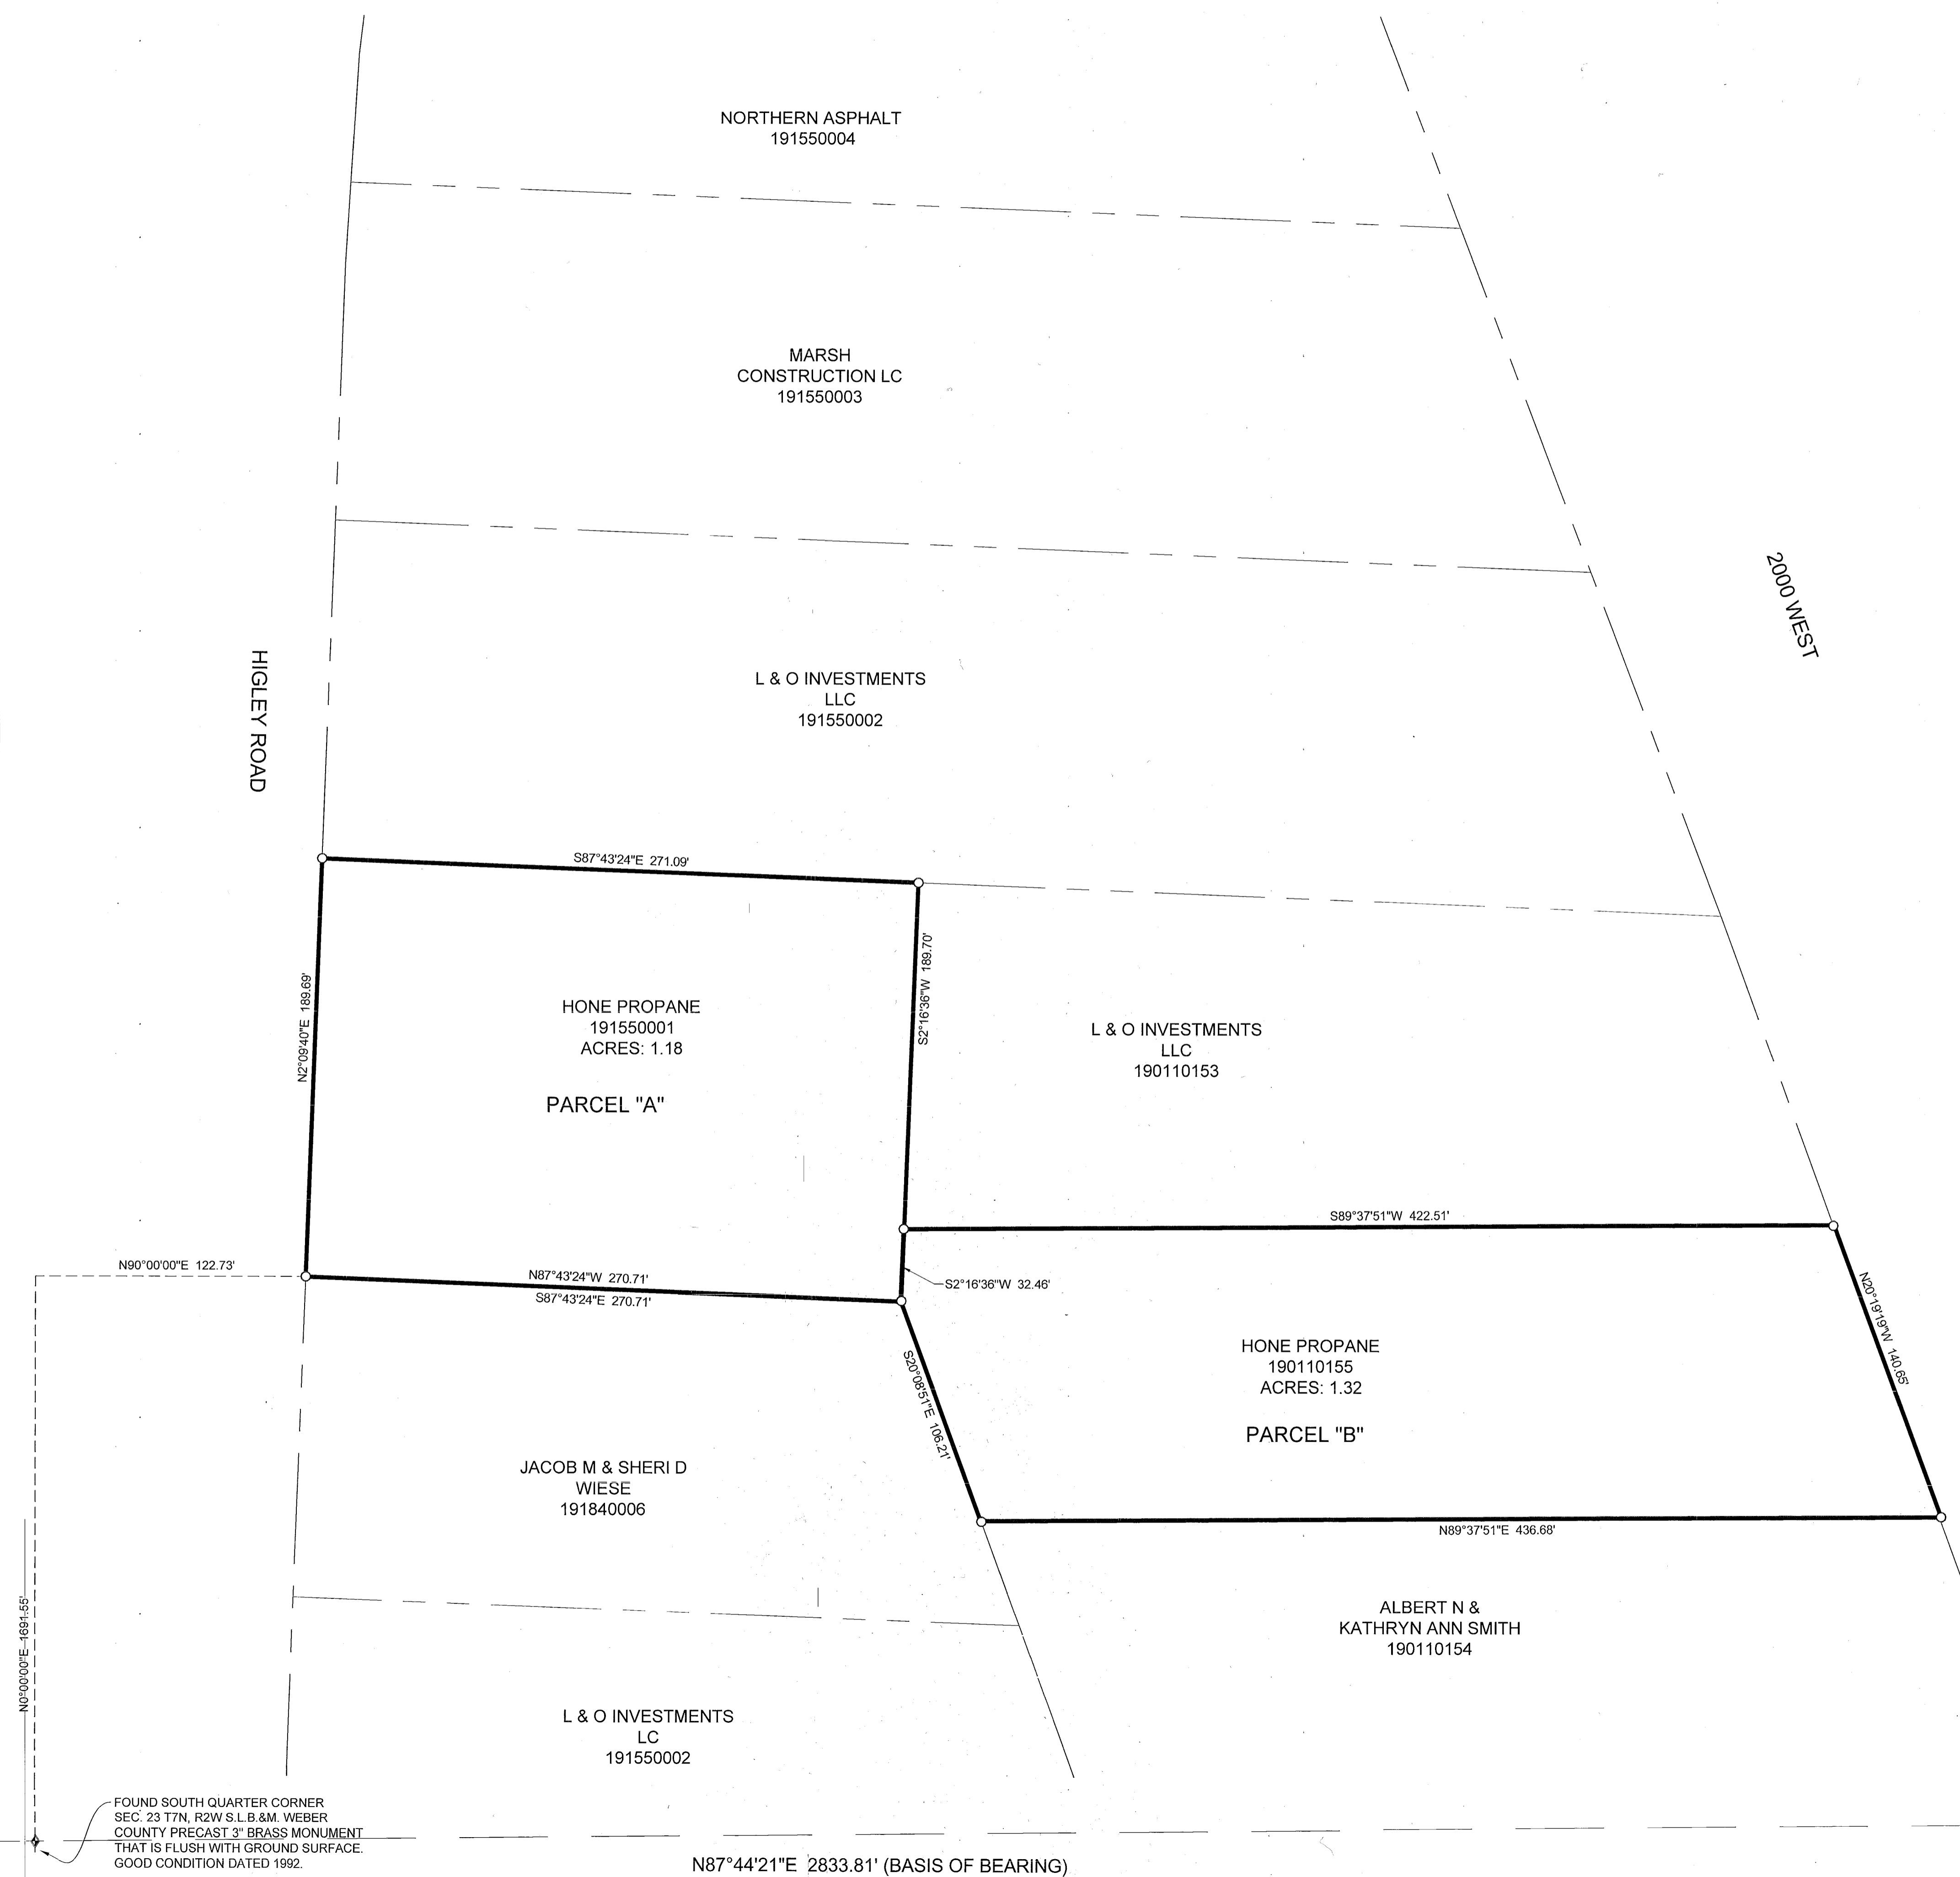 NORTHERN ASPHALT
191550004
MARSH
CONSTRUCTION LC
191550003
2000 WEST
HIGLEY ROAD
L & O INVESTMENTS
LLC
191550002
S87°43'24"E 271.09'
N2°09'40"E 189.69'
S2°16'36"W 189.70'
HONE PROPANE
191550001
ACRES: 1.18
PARCEL "A"
L & O INVESTMENTS
LLC
190110153
S89°37'51"W 422.51'
N90°00'00"E 122.73'
N87°43'24"W 270.71'
S87°43'24"E 270.71'
S2°16'36"W 32.46'
N20°19'19"W 140.65'
S20°08'51"E 106.21'
HONE PROPANE
190110155
ACRES: 1.32
PARCEL "B"
JACOB M & SHERI D
WIESE
191840006
N89°37'51"E 436.68'
ALBERT N &
KATHRYN ANN SMITH
190110154
N0°00'00"E 1691.55'
L & O INVESTMENTS
LC
191550002
FOUND SOUTH QUARTER CORNER
SEC. 23 T7N, R2W S.L.B.&M. WEBER
COUNTY PRECAST 3" BRASS MONUMENT
THAT IS FLUSH WITH GROUND SURFACE.
GOOD CONDITION DATED 1992.
N87°44'21"E 2833.81' (BASIS OF BEARING)